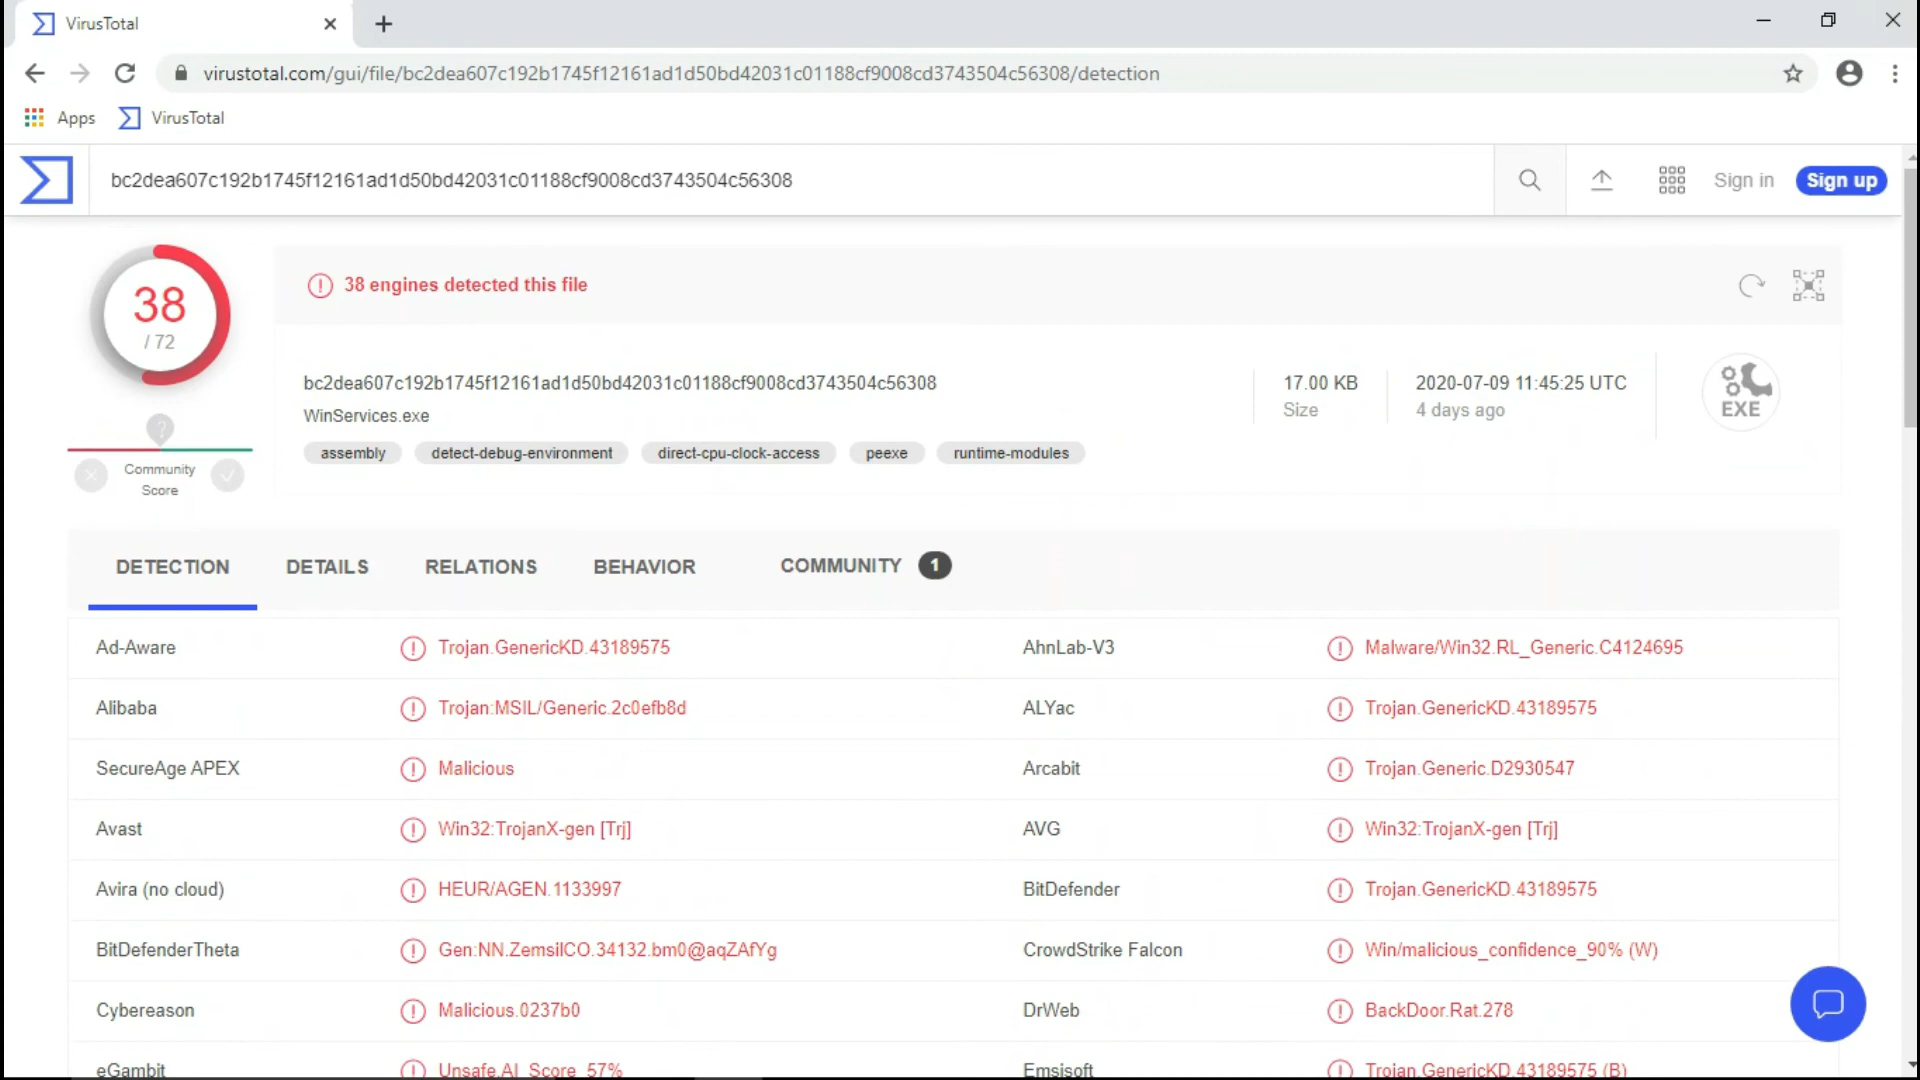 VirusTotal
virustotal.com/gui/file/bc2dea607c192b1745f12161ad1d50bd42031c01188cf9008cd3743504c56308/detection
Apps VirusTotal
bc2dea607c192b1745f12161ad1d50bd42031c01188cf9008cd3743504c56308 Sign in Sign up
38
/ 72
38 engines detected this file
bc2dea607c192b1745f12161ad1d50bd42031c01188cf9008cd3743504c56308
WinServices.exe
assembly detect-debug-environment direct-cpu-clock-access peexe runtime-modules
17.00 KB
Size
2020-07-09 11:45:25 UTC
4 days ago
EXE
?
Community
Score
DETECTION DETAILS RELATIONS BEHAVIOR COMMUNITY 1
Ad-Aware Trojan.GenericKD.43189575 AhnLab-V3 Malware/Win32.RL_Generic.C4124695
Alibaba Trojan:MSIL/Generic.2c0efb8d ALYac Trojan.GenericKD.43189575
SecureAge APEX Malicious Arcabit Trojan.Generic.D2930547
Avast Win32:TrojanX-gen [Trj] AVG Win32:TrojanX-gen [Trj]
Avira (no cloud) HEUR/AGEN.1133997 BitDefender Trojan.GenericKD.43189575
BitDefenderTheta Gen:NN.ZemsilCO.34132.bm0@aqZAfYg CrowdStrike Falcon Win/malicious_confidence_90% (W)
Cybereason Malicious.0237b0 DrWeb BackDoor.Rat.278
eGambit Unsafe.AI_Score_57% Emsisoft Trojan.GenericKD.43189575 (B)